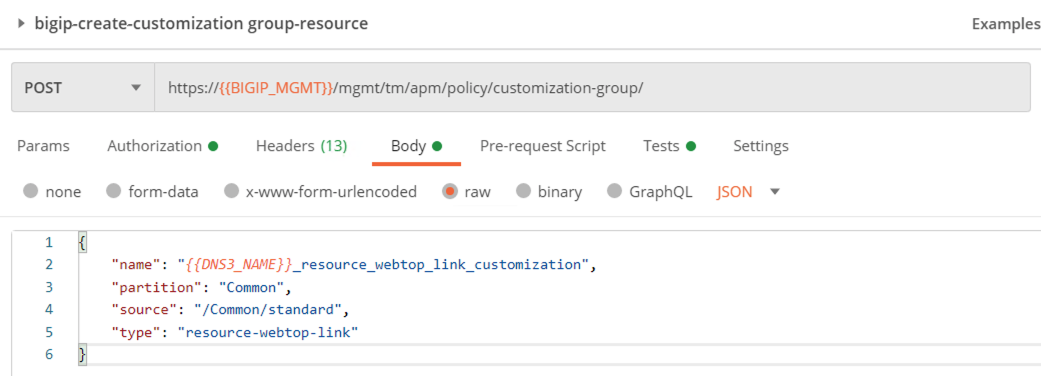 bigip-create-customization group-resource
Examples
POST
https://{{BIGIP_MGMT}}/mgmt/tm/apm/policy/customization-group/
Params Authorization Headers (13) Body Pre-request Script Tests Settings
none form-data x-www-form-urlencoded raw binary GraphQL JSON
1 {
2 "name": "{{DNS3_NAME}}_resource_webtop_link_customization",
3 "partition": "Common",
4 "source": "/Common/standard",
5 "type": "resource-webtop-link"
6 }